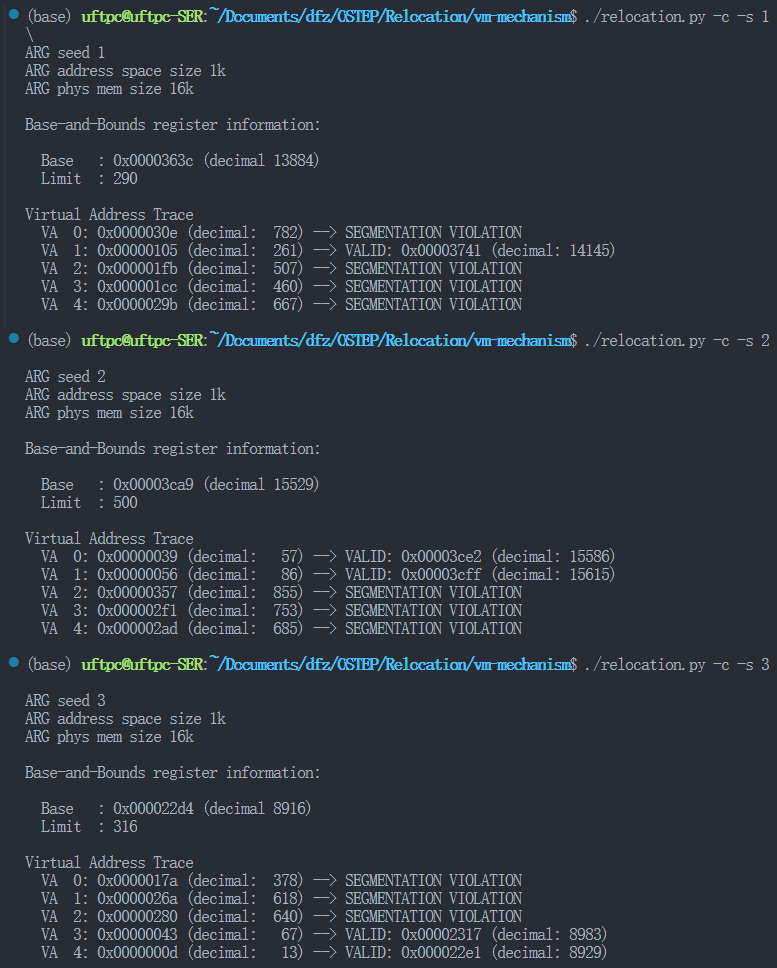 (base) uftpc@uftpc-SER:~/Documents/dfz/OSTEP/Relocation/vm-mechanism$ ./relocation.py -c -s 1
\
ARG seed 1
ARG address space size 1k
ARG phys mem size 16k
Base-and-Bounds register information:
Base   : 0x0000363c (decimal 13884)
Limit  : 290
Virtual Address Trace
VA  0: 0x0000030e (decimal:  782) --> SEGMENTATION VIOLATION
VA  1: 0x00000105 (decimal:  261) --> VALID: 0x00003741 (decimal: 14145)
VA  2: 0x000001fb (decimal:  507) --> SEGMENTATION VIOLATION
VA  3: 0x000001cc (decimal:  460) --> SEGMENTATION VIOLATION
VA  4: 0x0000029b (decimal:  667) --> SEGMENTATION VIOLATION
(base) uftpc@uftpc-SER:~/Documents/dfz/OSTEP/Relocation/vm-mechanism$ ./relocation.py -c -s 2
ARG seed 2
ARG address space size 1k
ARG phys mem size 16k
Base-and-Bounds register information:
Base   : 0x00003ca9 (decimal 15529)
Limit  : 500
Virtual Address Trace
VA  0: 0x00000039 (decimal:   57) --> VALID: 0x00003ce2 (decimal: 15586)
VA  1: 0x00000056 (decimal:   86) --> VALID: 0x00003cff (decimal: 15615)
VA  2: 0x00000357 (decimal:  855) --> SEGMENTATION VIOLATION
VA  3: 0x000002f1 (decimal:  753) --> SEGMENTATION VIOLATION
VA  4: 0x000002ad (decimal:  685) --> SEGMENTATION VIOLATION
(base) uftpc@uftpc-SER:~/Documents/dfz/OSTEP/Relocation/vm-mechanism$ ./relocation.py -c -s 3
ARG seed 3
ARG address space size 1k
ARG phys mem size 16k
Base-and-Bounds register information:
Base   : 0x000022d4 (decimal 8916)
Limit  : 316
Virtual Address Trace
VA  0: 0x0000017a (decimal:  378) --> SEGMENTATION VIOLATION
VA  1: 0x0000026a (decimal:  618) --> SEGMENTATION VIOLATION
VA  2: 0x00000280 (decimal:  640) --> SEGMENTATION VIOLATION
VA  3: 0x00000043 (decimal:   67) --> VALID: 0x00002317 (decimal: 8983)
VA  4: 0x0000000d (decimal:   13) --> VALID: 0x000022e1 (decimal: 8929)